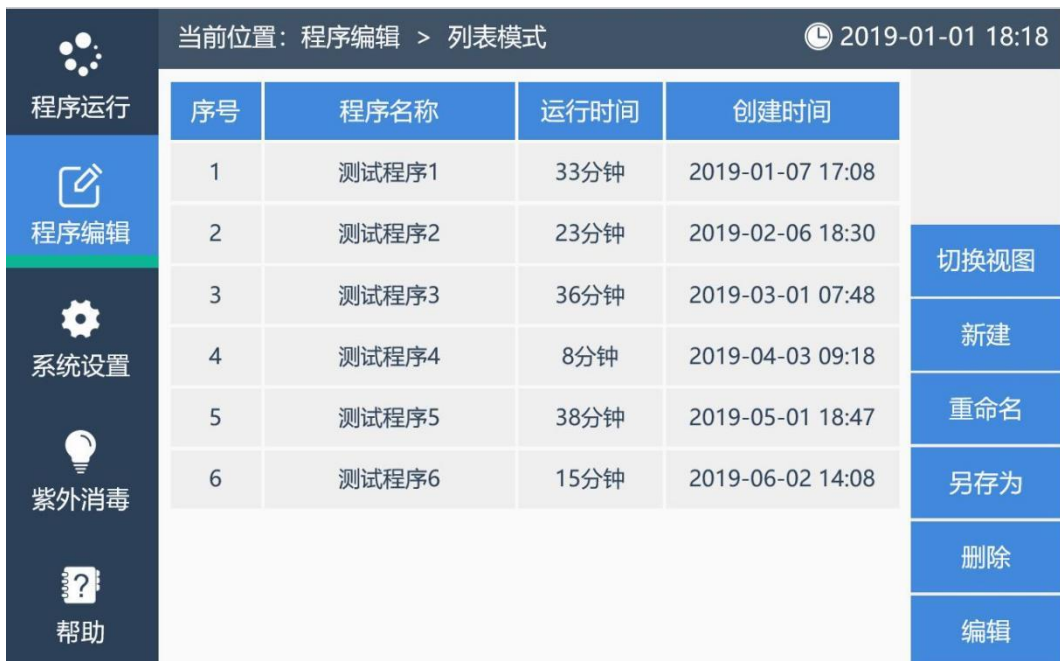 当前位置：程序编辑 > 列表模式
2019-01-01 18:18
程序运行
程序编辑
系统设置
紫外消毒
?
帮助
序号 程序名称 运行时间 创建时间
1 测试程序1 33分钟 2019-01-07 17:08
2 测试程序2 23分钟 2019-02-06 18:30
3 测试程序3 36分钟 2019-03-01 07:48
4 测试程序4 8分钟 2019-04-03 09:18
5 测试程序5 38分钟 2019-05-01 18:47
6 测试程序6 15分钟 2019-06-02 14:08
切换视图
新建
重命名
另存为
删除
编辑